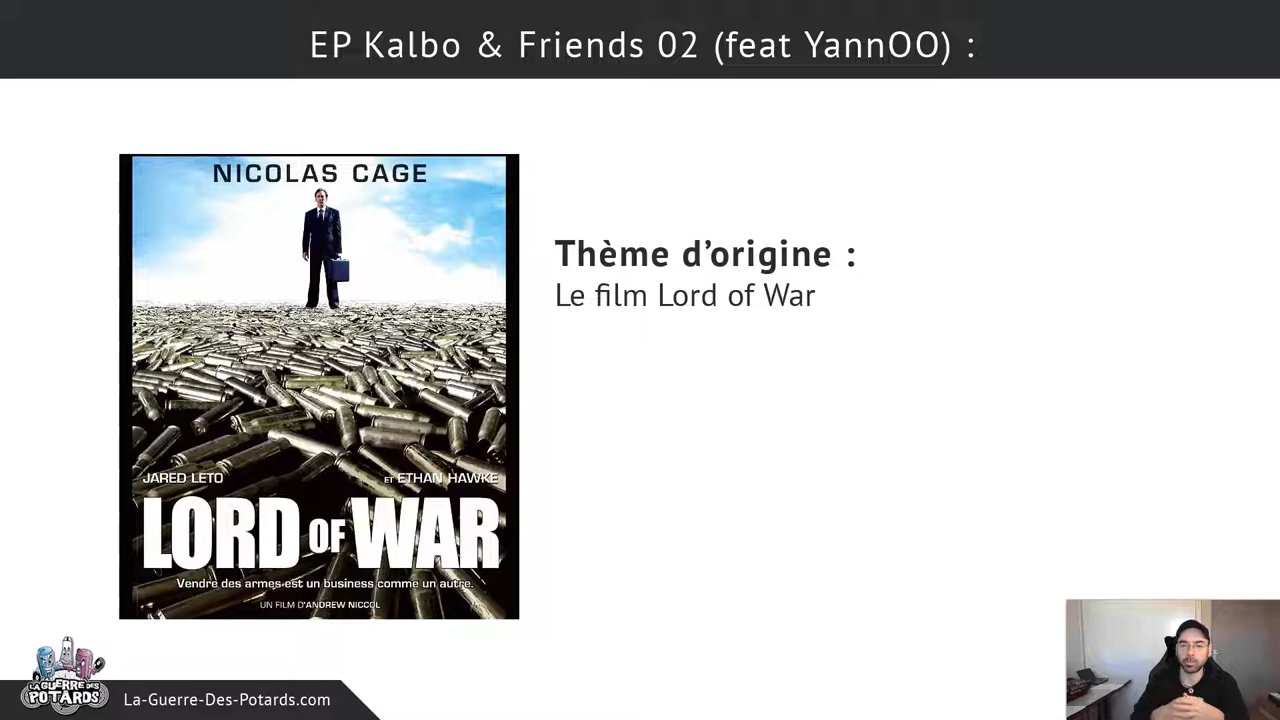 EP Kalbo & Friends 02 (feat YannOO) :
NICOLAS CAGE
Thème d’origine :
Le film Lord of War
JARED LETO
ET ETHAN HAWKE
LORD OF WAR
Vendre des armes est un business comme un autre.
UN FILM D'ANDREW NICCOL
LA GUERRE DES
POTARDS
La-Guerre-Des-Potards.com